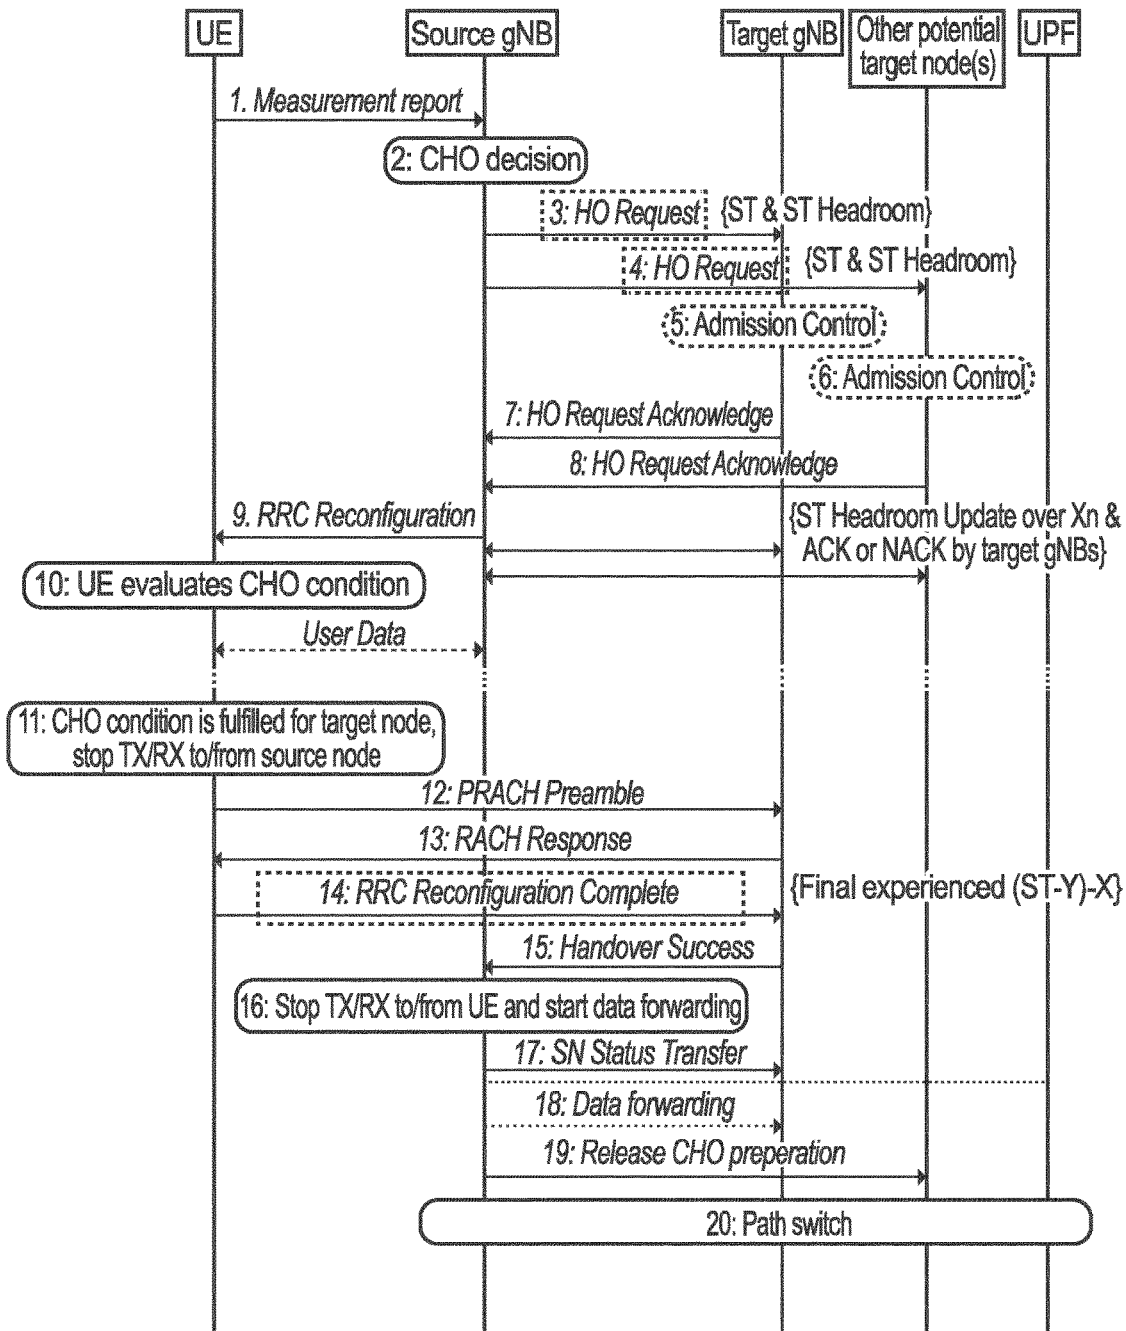 UE
Source gNB
Target gNB
Other potential
target node(s)
UPF
1. Measurement report
2: CHO decision
3: HO Request
{ST & ST Headroom}
4: HO Request
{ST & ST Headroom}
5: Admission Control
6: Admission Control
7: HO Request Acknowledge
8: HO Request Acknowledge
9. RRC Reconfiguration
{ST Headroom Update over Xn &
ACK or NACK by target gNBs}
10: UE evaluates CHO condition
User Data
11: CHO condition is fulfilled for target node,
stop TX/RX to/from source node
12: PRACH Preamble
13: RACH Response
14: RRC Reconfiguration Complete
{Final experienced (ST-Y)-X}
15: Handover Success
16: Stop TX/RX to/from UE and start data forwarding
17: SN Status Transfer
18: Data forwarding
19: Release CHO preperation
20: Path switch